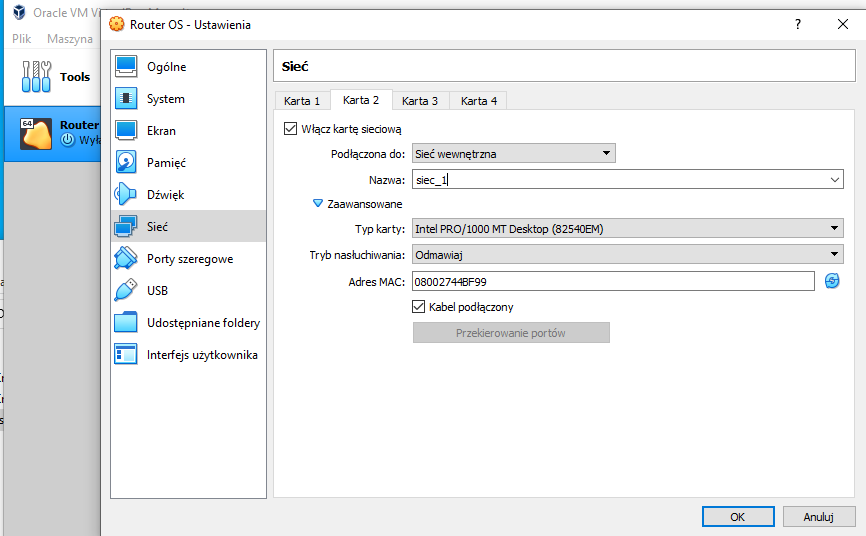 Oracle VM
Router OS - Ustawienia
?
Plik Maszyna
Tools
64
Router
Ogólne
System
Ekran
Pamięć
Dźwięk
Sieć
Porty szeregowe
USB
Udostępniane foldery
Interfejs użytkownika
Sieć
Karta 1 Karta 2 Karta 3 Karta 4
Włącz kartę sieciową
Podłączona do: Sieć wewnętrzna
Nazwa: siec_1
Zaawansowane
Typ karty: Intel PRO/1000 MT Desktop (82540EM)
Tryb nasłuchiwania: Odmawiaj
Adres MAC: 08002744BF99
Kabel podłączony
Przekierowanie portów
OK Anuluj